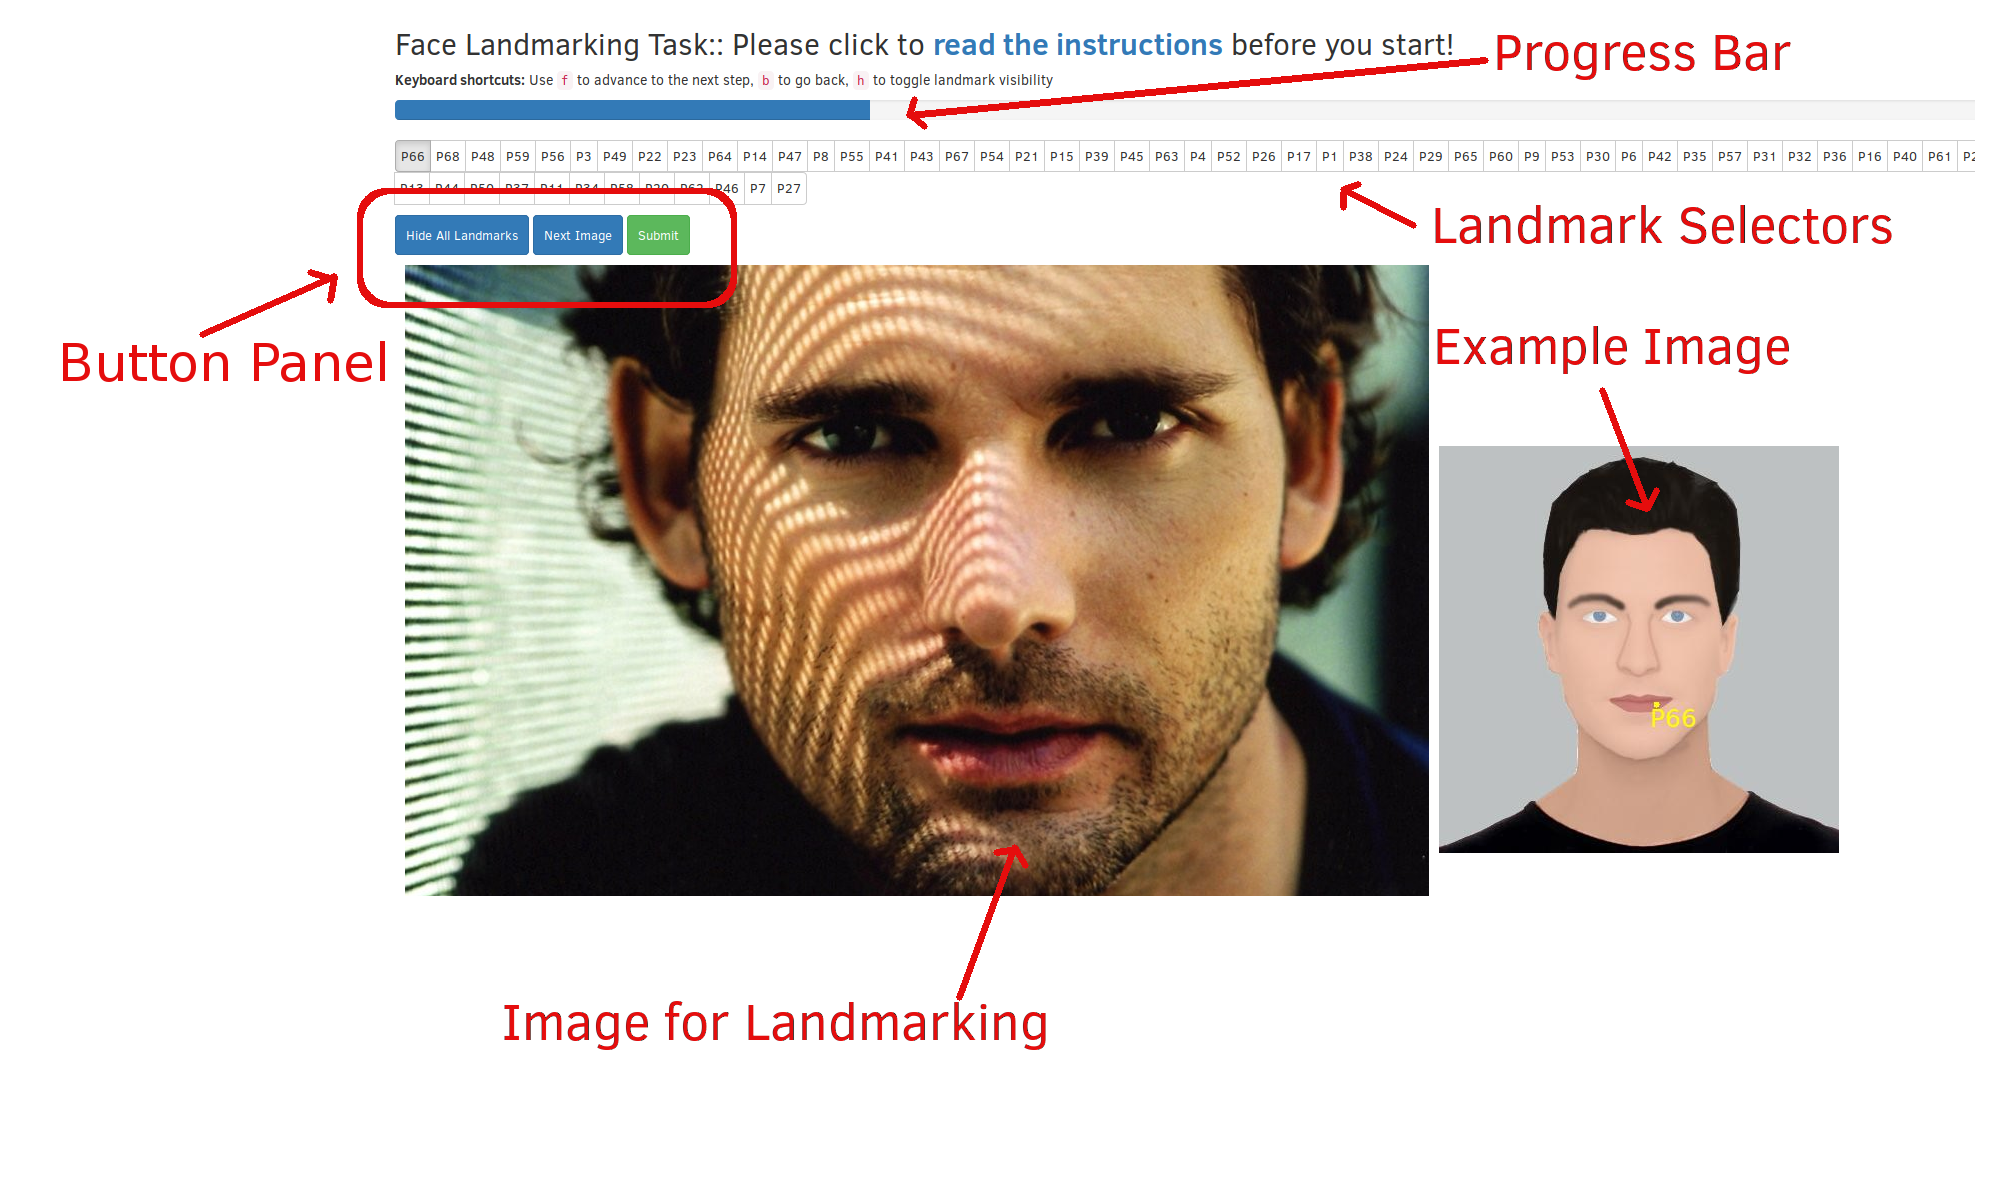 Face Landmarking Task:: Please click to read the instructions before you start!
Progress Bar
Keyboard shortcuts: Use f to advance to the next step, b to go back, h to toggle landmark visibility
P66 P68 P48 P59 P56 P3 P49 P22 P23 P64 P14 P47 P8 P55 P41 P43 P67 P54 P21 P15 P39 P45 P63 P4 P52 P26 P17 P1 P38 P24 P29 P65 P60 P9 P53 P30 P6 P42 P35 P57 P31 P32 P36 P16 P40 P61
P13 P44 P50 P37 P11 P34 P58 P20 P62 P46 P7 P27
Landmark Selectors
Hide All Landmarks Next Image Submit
Button Panel
Example Image
P66
Image for Landmarking